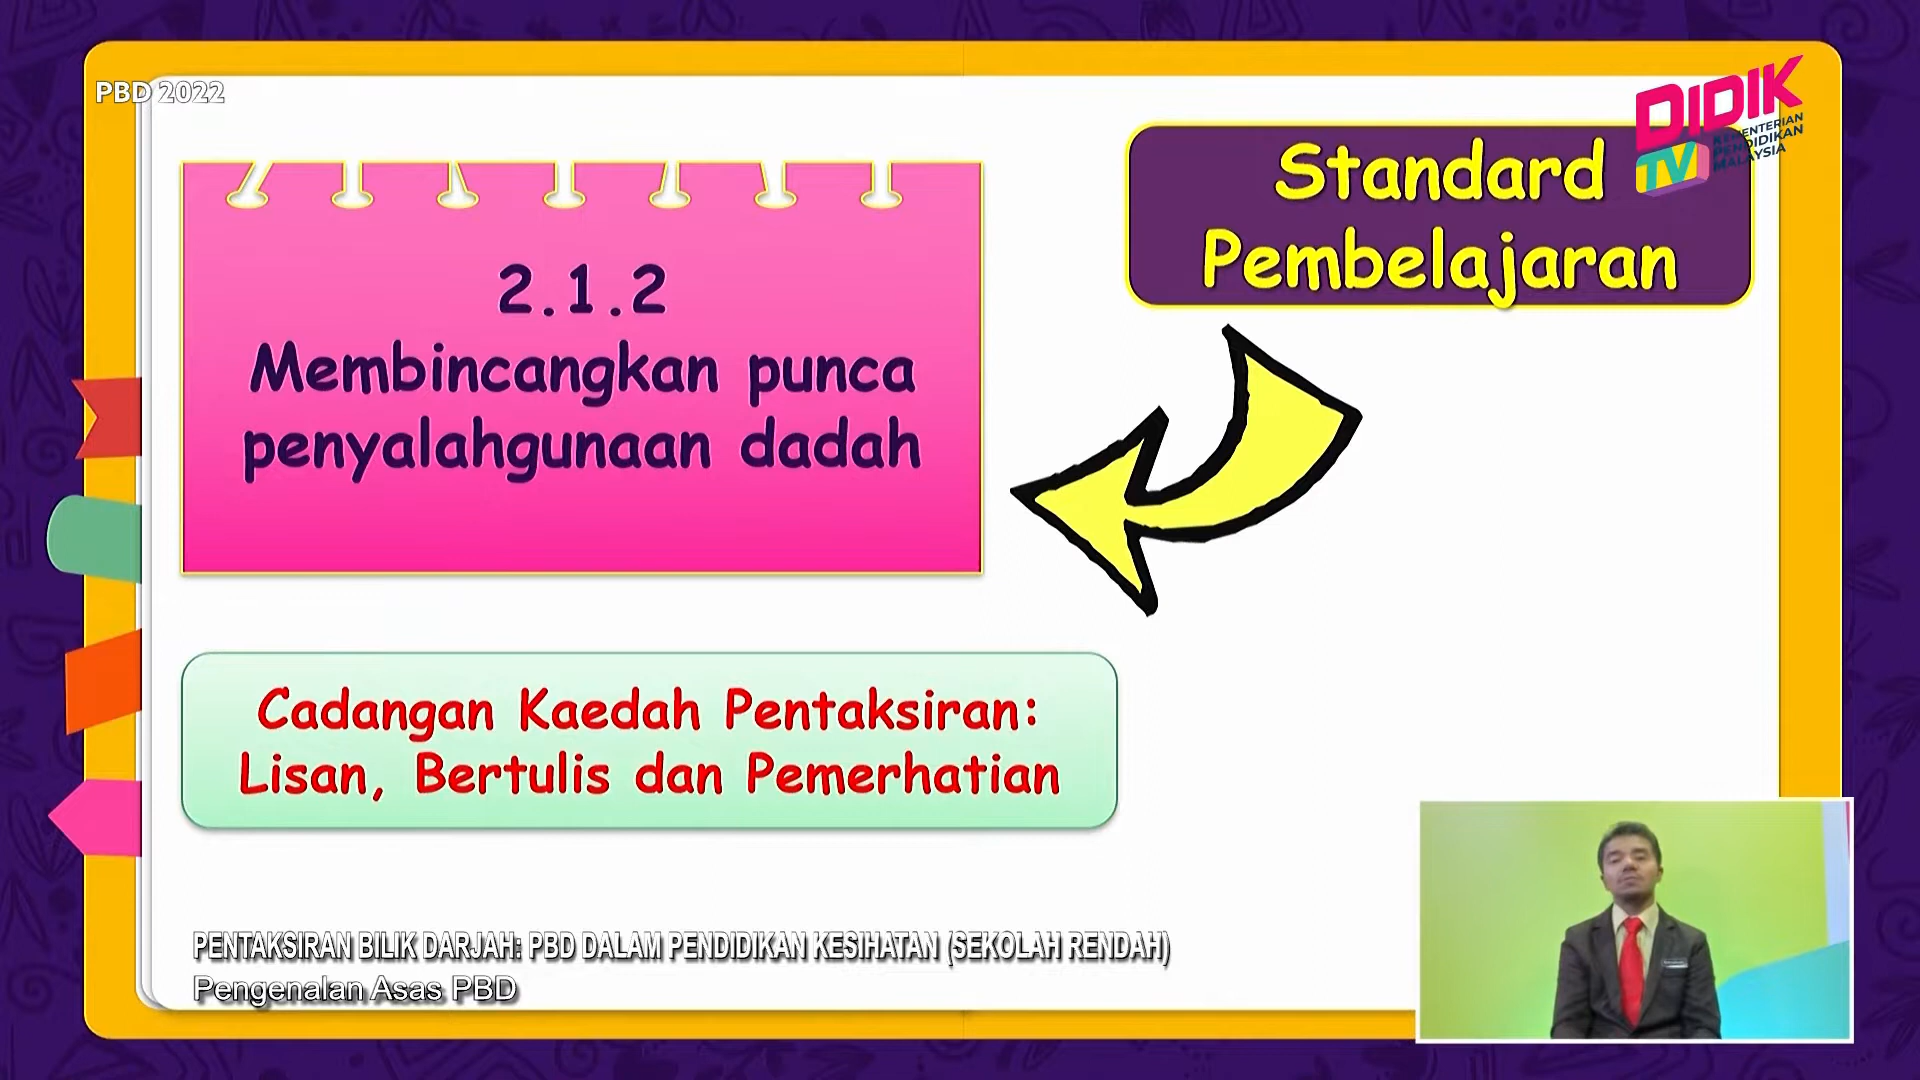 PBD 2022
DIDIK
TV
KEMENTERIAN
PENDIDIKAN
MALAYSIA
Standard
Pembelajaran
2.1.2
Membincangkan punca
penyalahgunaan dadah
Cadangan Kaedah Pentaksiran:
Lisan, Bertulis dan Pemerhatian
PENTAKSIRAN BILIK DARJAH: PBD DALAM PENDIDIKAN KESIHATAN (SEKOLAH RENDAH)
Pengenalan Asas PBD